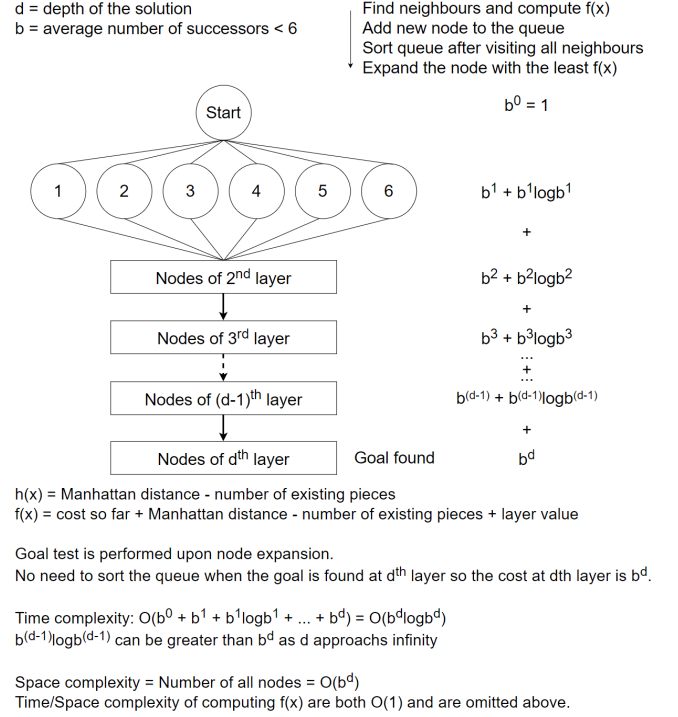 d = depth of the solution
b = average number of successors < 6
Find neighbours and compute f(x)
Add new node to the queue
Sort queue after visiting all neighbours
Expand the node with the least f(x)
Start
b⁰ = 1
1 2 3 4 5 6
b¹ + b¹logb¹
+
Nodes of 2ⁿᵈ layer
b² + b²logb²
+
Nodes of 3ʳᵈ layer
b³ + b³logb³
...
+
...
Nodes of (d-1)ᵗʰ layer
b⁽ᵈ⁻¹⁾ + b⁽ᵈ⁻¹⁾logb⁽ᵈ⁻¹⁾
+
Nodes of dᵗʰ layer
Goal found
bᵈ
h(x) = Manhattan distance - number of existing pieces
f(x) = cost so far + Manhattan distance - number of existing pieces + layer value
Goal test is performed upon node expansion.
No need to sort the queue when the goal is found at dᵗʰ layer so the cost at dth layer is bᵈ.
Time complexity: O(b⁰ + b¹ + b¹logb¹ + ... + bᵈ) = O(bᵈlogbᵈ)
b⁽ᵈ⁻¹⁾logb⁽ᵈ⁻¹⁾ can be greater than bᵈ as d approachs infinity
Space complexity = Number of all nodes = O(bᵈ)
Time/Space complexity of computing f(x) are both O(1) and are omitted above.